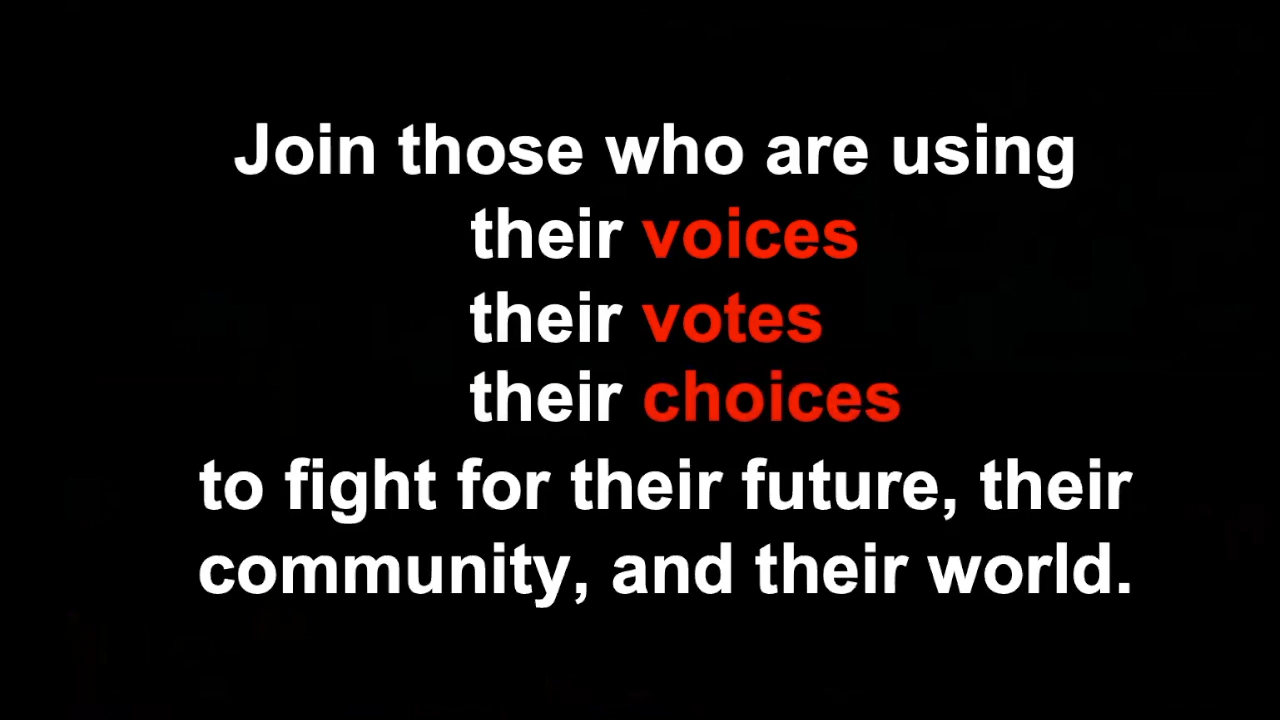 Join those who are using
their voices
their votes
their choices
to fight for their future, their
community, and their world.